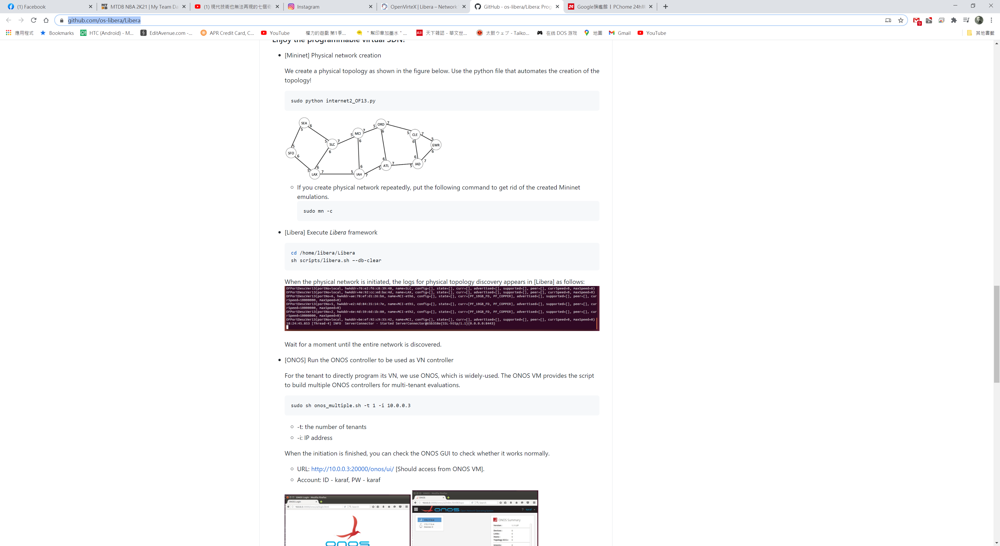 (1) Facebook
MTDB NBA 2K21 | My Team Da
(1) 現代技術也無法再現的七個奇
Instagram
OpenVirteX | Libera – Network
GitHub - os-libera/Libera: Prog
Google旗艦館 | PChome 24h購
github.com/os-libera/Libera
9
應用程式
Bookmarks
HTC (Android) - M...
EditAvenue.com -...
APR Credit Card, C...
YouTube
權力的遊戲 第1季...
" 幫印章加墨水 " ...
天下雜誌 - 華文世...
太鼓ウェブ - Taiko...
在线 DOS 游戏
地圖
Gmail
YouTube
其他書籤
Enjoy the programmable virtual SDN!
[Mininet] Physical network creation
We create a physical topology as shown in the figure below. Use the python file that automates the creation of the
topology!
sudo python internet2_OF13.py
SEA 5 6
SFO 5 6
SLC 5 6 7
LAX 5 6 7
MCI 5 6 7
IAH 5 6 7
ORD 5 6 7
ATL 5 6 7
CLE 5 6 7
IAD 5 6 7
EWR 5 6
If you create physical network repeatedly, put the following command to get rid of the created Mininet
emulations.
sudo mn -c
[Libera] Execute Libera framework
cd /home/libera/Libera
sh scripts/libera.sh --db-clear
When the physical network is initiated, the logs for physical topology discovery appears in [Libera] as follows:
OFPortDescVer13(portNo=local, hwAddr=76:e2:f6:c8:39:48, name=SLC, config=[], state=[], curr=[], advertised=[], supported=[], peer=[], currSpeed=0, maxSpeed=0)
OFPortDescVer13(portNo=local, hwAddr=4e:92:cc:ed:ba:4d, name=LAX, config=[], state=[], curr=[], advertised=[], supported=[], peer=[], currSpeed=0, maxSpeed=0)
OFPortDescVer13(portNo=6, hwAddr=ae:78:ef:d1:26:b6, name=MCI-eth6, config=[], state=[], curr=[PF_10GB_FD, PF_COPPER], advertised=[], supported=[], peer=[], cur
rSpeed=10000000, maxSpeed=0)
OFPortDescVer13(portNo=5, hwAddr=e2:4d:84:35:14:7e, name=MCI-eth5, config=[], state=[], curr=[PF_10GB_FD, PF_COPPER], advertised=[], supported=[], peer=[], cur
rSpeed=10000000, maxSpeed=0)
OFPortDescVer13(portNo=2, hwAddr=6e:4d:59:6d:1b:80, name=MCI-eth2, config=[], state=[], curr=[PF_10GB_FD, PF_COPPER], advertised=[], supported=[], peer=[], cur
rSpeed=10000000, maxSpeed=0)
OFPortDescVer13(portNo=local, hwAddr=be:ef:92:c9:33:42, name=MCI, config=[], state=[], curr=[], advertised=[], supported=[], peer=[], currSpeed=0, maxSpeed=0)
18:24:45.853 [Thread-4] INFO ServerConnector - Started ServerConnector@65b358e{SSL-http/1.1}{0.0.0.0:8443}
Wait for a moment until the entire network is discovered.
[ONOS] Run the ONOS controller to be used as VN controller
For the tenant to directly program its VN, we use ONOS, which is widely-used. The ONOS VM provides the script
to build multiple ONOS controllers for multi-tenant evaluations.
sudo sh onos_multiple.sh -t 1 -i 10.0.0.3
-t: the number of tenants
-i: IP address
When the initiation is finished, you can check the ONOS GUI to check whether it works normally.
URL: http://10.0.0.3:20000/onos/ui/ [Should access from ONOS VM].
Account: ID - karaf, PW - karaf
ONOS Login - Mozilla Firefox
ONOS Login
10.0.0.3:20000/onos/ui/login.html
Search
onos
ONOS - Mozilla Firefox
ONOS
10.0.0.3:20000/onos/ui/index.html#/topo
Search
onos Open Network Operating System
? karaf
172.17.0.4
172.17.0.4
Devices: 0
ONOS Summary
Version : 1.11.0*
Devices : 0
Links : 0
Hosts : 0
Topology SCCs : 0
Intents : 0